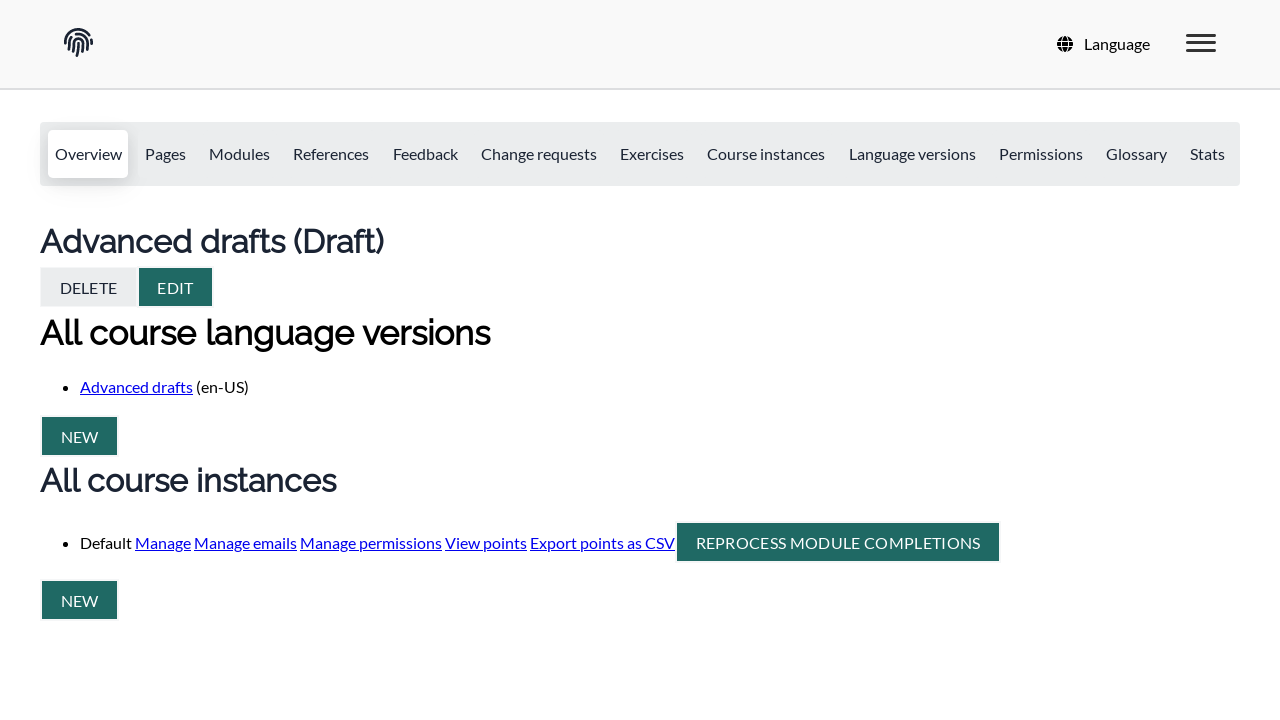 Language
Overview Pages Modules References Feedback Change requests Exercises Course instances Language versions Permissions Glossary Stats
Advanced drafts (Draft)
DELETE EDIT
All course language versions
Advanced drafts (en-US)
NEW
All course instances
Default Manage Manage emails Manage permissions View points Export points as CSV REPROCESS MODULE COMPLETIONS
NEW